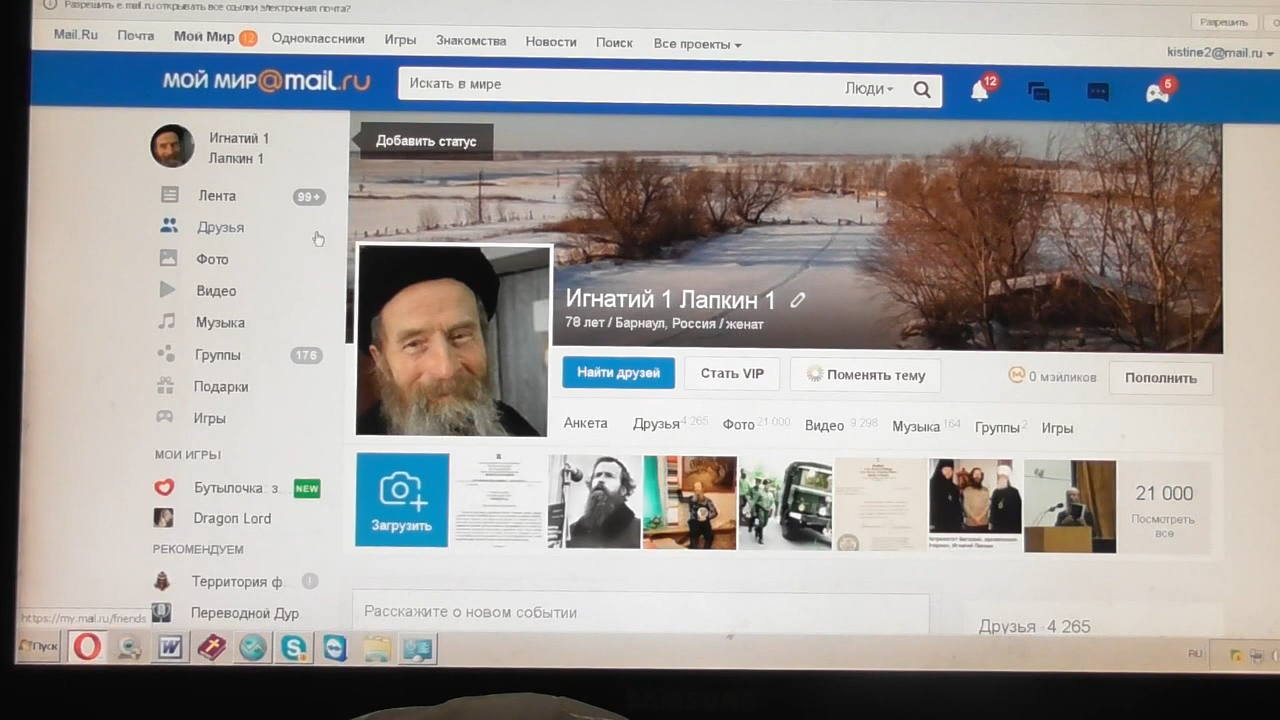 Разрешить e.mail.ru открывать все ссылки электронная почта?
Разрешить
Mail.Ru Почта Мой Мир 12 Одноклассники Игры Знакомства Новости Поиск Все проекты
kistine2@mail.ru
МОЙ МИР@mail.ru Искать в мире Люди 12 5
Игнатий 1
Лапкин 1
Добавить статус
Лента 99+
Друзья
Фото
Видео
Музыка
Группы 176
Подарки
Игры
МОИ ИГРЫ
Бутылочка: з. NEW
Dragon Lord
РЕКОМЕНДУЕМ
Территория ф.
Переводной Дур
Игнатий 1 Лапкин 1
78 лет / Барнаул, Россия / женат
Найти друзей Стать VIP Поменять тему 0 мэйликов Пополнить
Анкета Друзья 4 265 Фото 21 000 Видео 9 298 Музыка 164 Группы 2 Игры
Загрузить
21 000
Посмотреть
все
Расскажите о новом событии
Друзья 4 265
https://my.mail.ru/friends
Пуск
RU
SAMSUNG